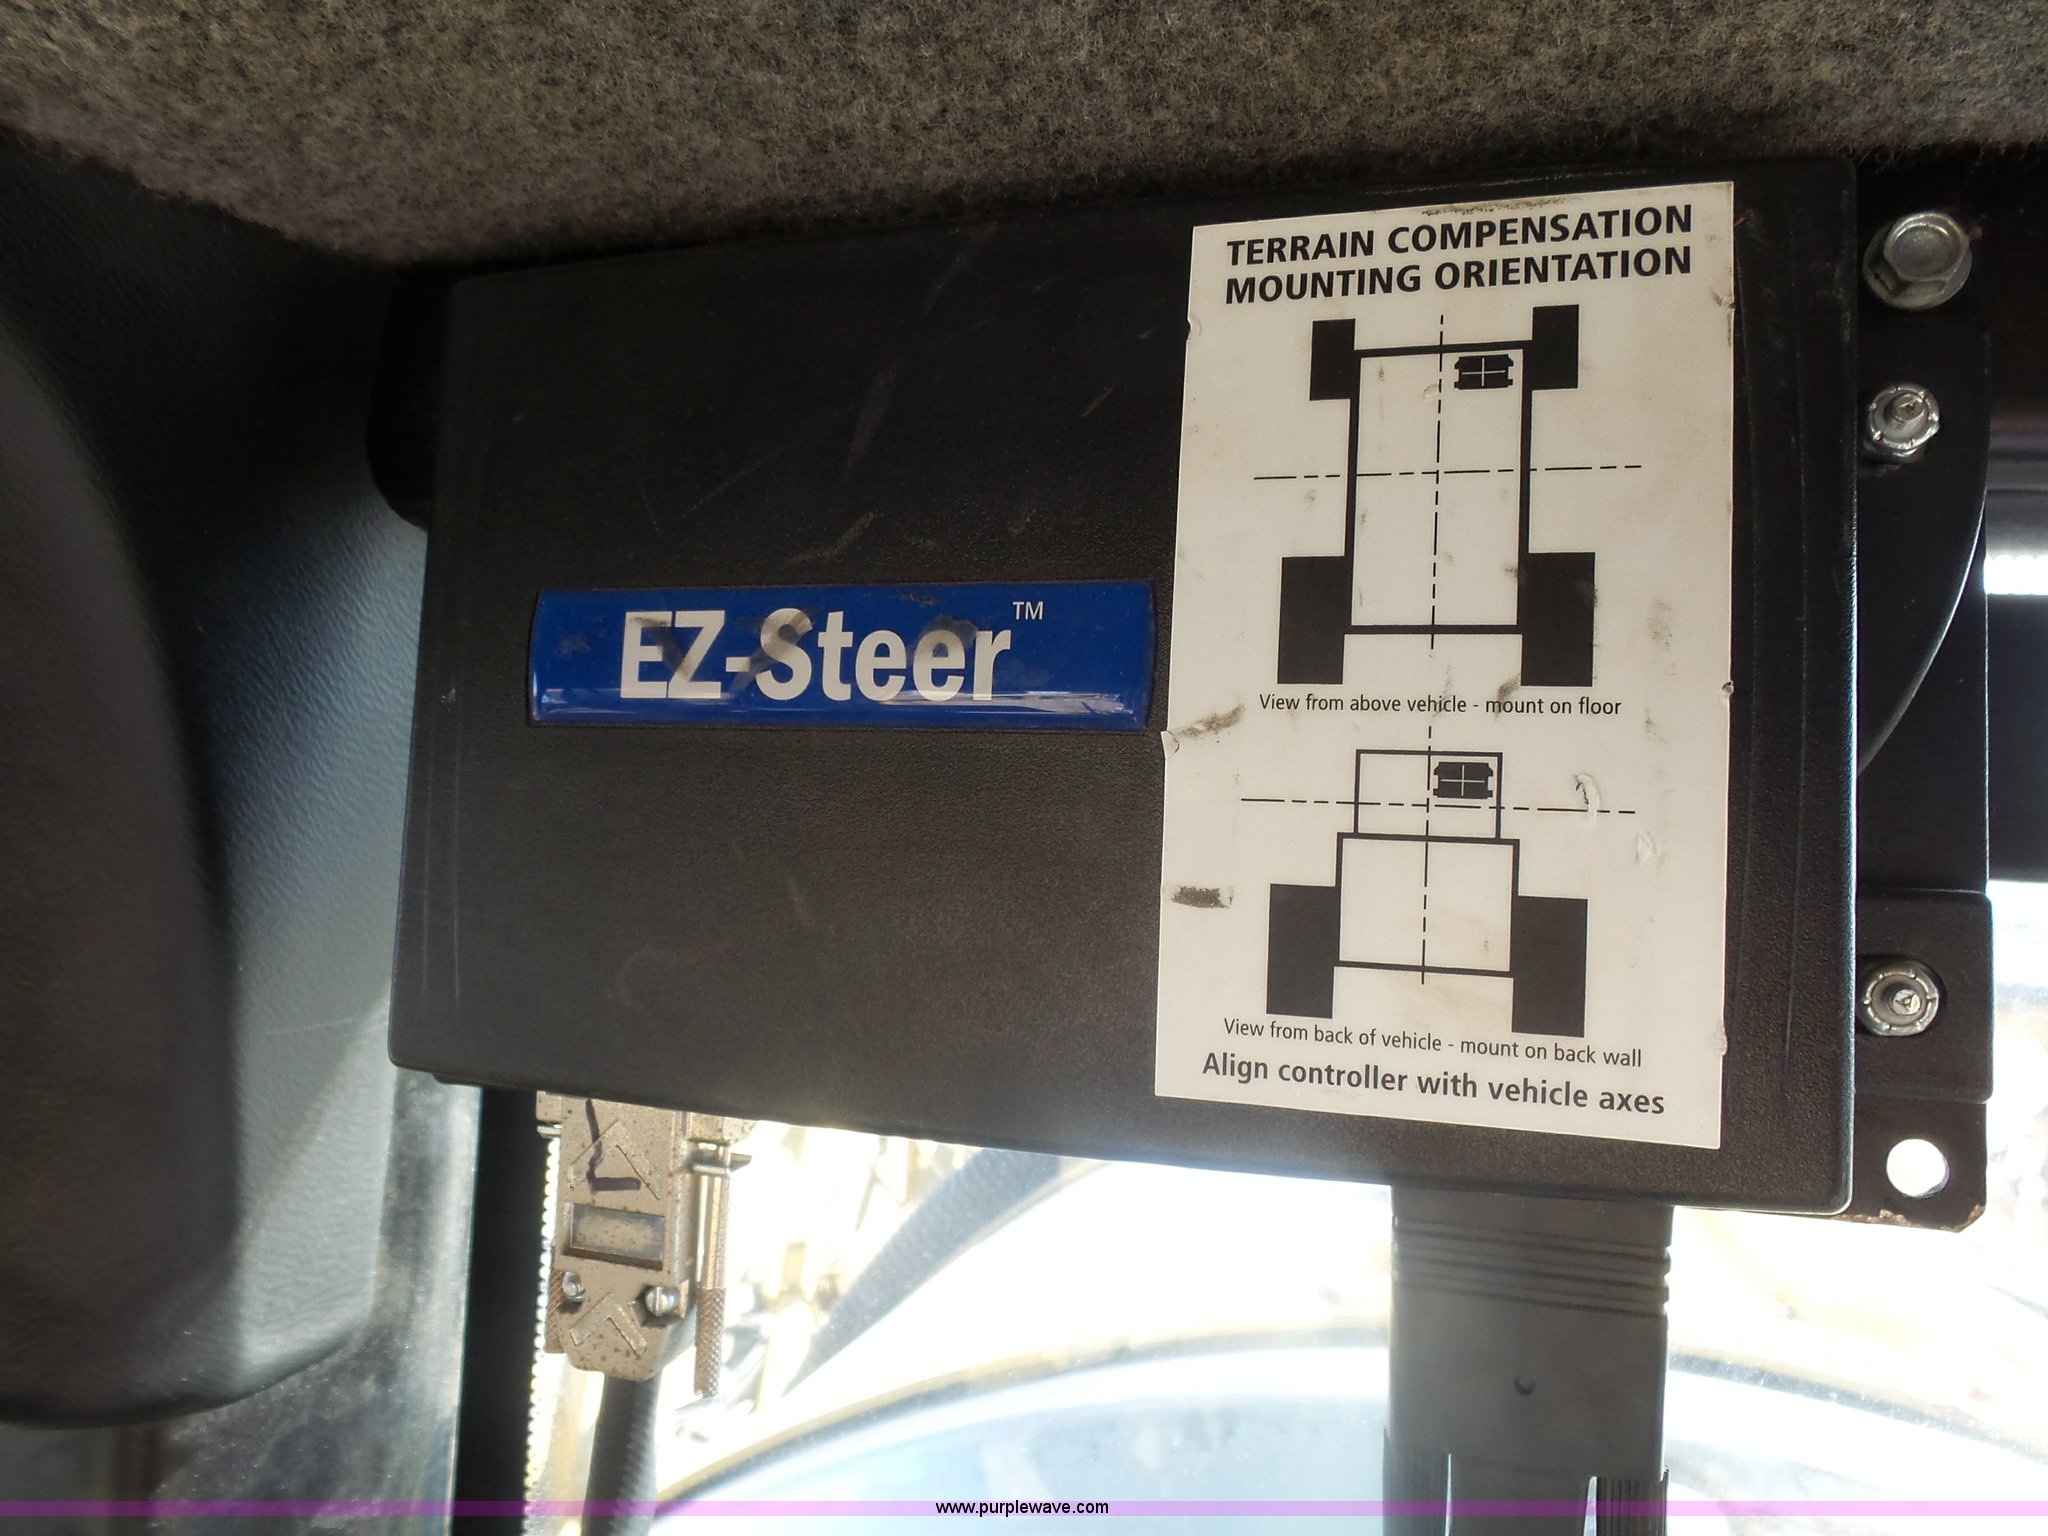 TERRAIN COMPENSATION
MOUNTING ORIENTATION
EZ-Steer™
View from above vehicle - mount on floor
View from back of vehicle - mount on back wall
Align controller with vehicle axes
www.purplewave.com